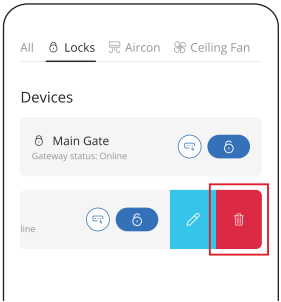 All Locks Aircon Ceiling Fan
Devices
Main Gate
Gateway status: Online
line